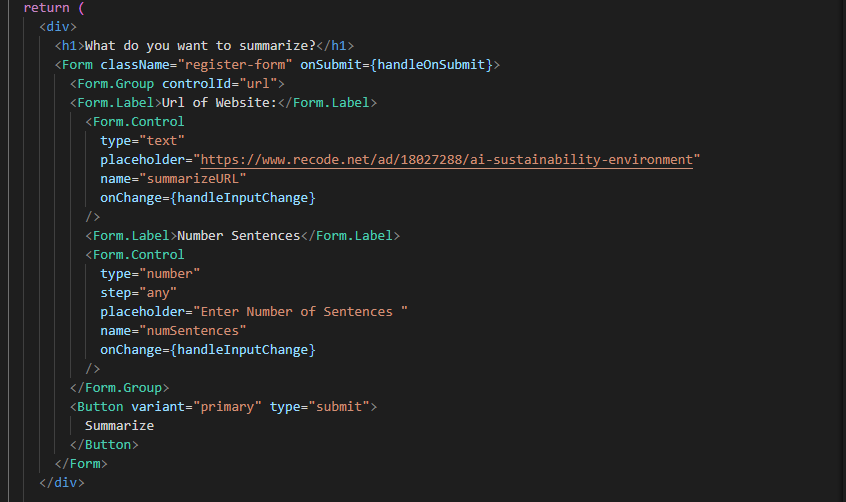 return (
<div>
<h1>What do you want to summarize?</h1>
<Form className="register-form" onSubmit={handleOnSubmit}>
<Form.Group controlId="url">
<Form.Label>Url of Website:</Form.Label>
<Form.Control
type="text"
placeholder="https://www.recode.net/ad/18027288/ai-sustainability-environment"
name="summarizeURL"
onChange={handleInputChange}
/>
<Form.Label>Number Sentences</Form.Label>
<Form.Control
type="number"
step="any"
placeholder="Enter Number of Sentences "
name="numSentences"
onChange={handleInputChange}
/>
</Form.Group>
<Button variant="primary" type="submit">
Summarize
</Button>
</Form>
</div>